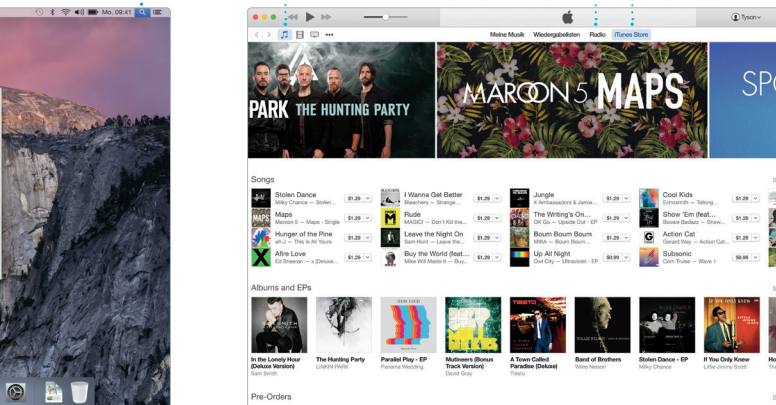 Mo. 09:41
Tyson
Meine Musik Wiedergabelisten Radio iTunes Store
PARK THE HUNTING PARTY
MAROON 5 MAPS
SPO
Songs
Stolen Dance
Milky Chance — Stolen...
$1.29
I Wanna Get Better
Bleachers — Strange...
$1.29
Jungle
X Ambassadors & Jamie...
$1.29
Cool Kids
Echosmith — Talking...
$1.29
Maps
Maroon 5 — Maps - Single
$1.29
Rude
MAGIC! — Don't Kill the...
$1.29
The Writing's On...
OK Go — Upside Out - EP
$1.29
Show 'Em (feat...
Boosie Badazz — Show...
$1.29
Hunger of the Pine
alt-J — This Is All Yours
$1.29
Leave the Night On
Sam Hunt — Leave the...
$1.29
Boum Boum Boum
MIKA — Boum Boum...
$1.29
Action Cat
Gerard Way — Action Cat...
$1.29
Afire Love
Ed Sheeran — x (Deluxe...
$1.29
Buy the World (feat...
Mike Will Made-It — Buy...
$1.29
Up All Night
Owl City — Ultraviolet - EP
$0.99
Subsonic
Com Truise — Wave 1
$0.99
Albums and EPs
In the Lonely Hour
(Deluxe Version)
Sam Smith
The Hunting Party
LINKIN PARK
Parallel Play - EP
Panama Wedding
Mutineers (Bonus
Track Version)
David Gray
A Town Called
Paradise (Deluxe)
Tiësto
Band of Brothers
Willie Nelson
Stolen Dance - EP
Milky Chance
If You Only Knew
Little Jimmy Scott
Pre-Orders